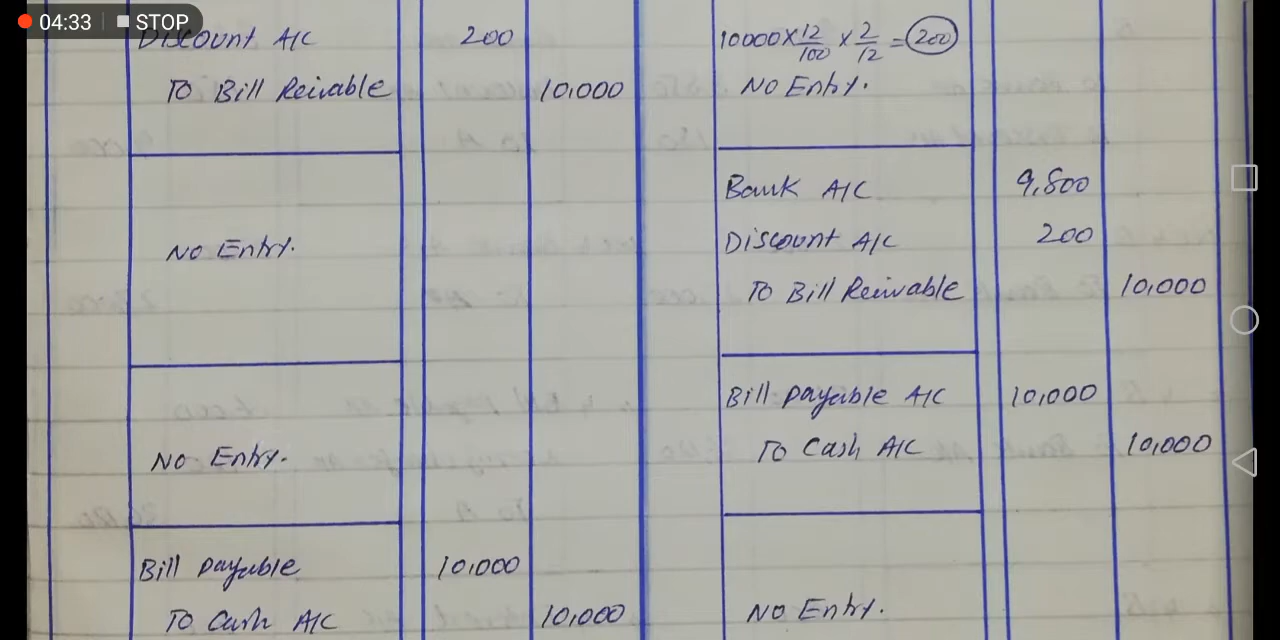 04:33 STOP
Discount A/C 200
To Bill Reivable 10,000
10000 × 12/100 × 2/12 = 200
No Entry.
No Entry.
Bank A/C 9,800
Discount A/C 200
To Bill Reivable 10,000
No Entry.
Bill Payable A/C 10,000
To Cash A/C 10,000
Bill Payable 10,000
To Cash A/C 10,000
No Entry.